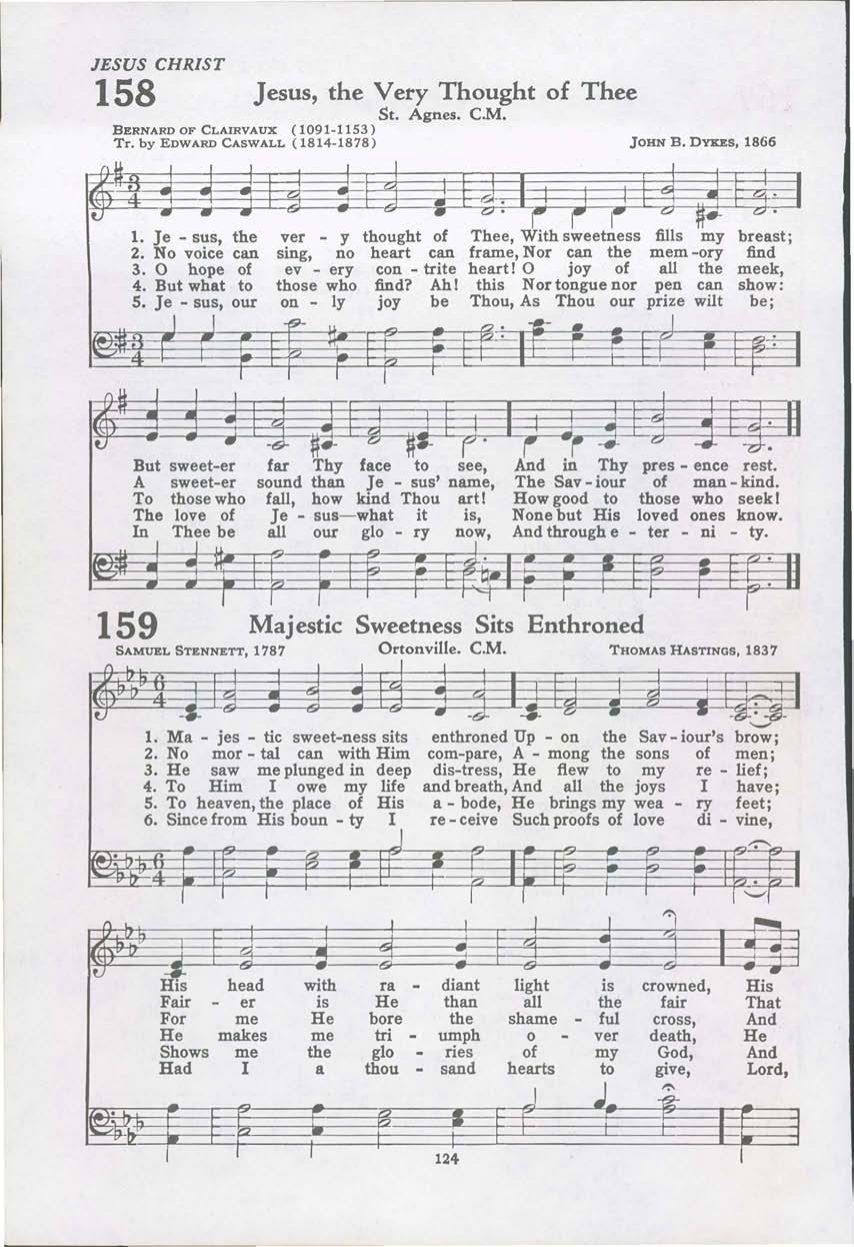 JESUS CHRIST
158 Jesus, the Very Thought of Thee
St. Agnes. C.M.
BERNARD OF CLAIRVAUX (1091-1153)
Tr. by EDWARD CASWALL (1814-1878) JOHN B. DYKES, 1866
3
4
1. Je - sus, the ver - y thought of Thee, With sweetness fills my breast;
2. No voice can sing, no heart can frame, Nor can the mem-ory find
3. O hope of ev - ery con - trite heart! O joy of all the meek,
4. But what to those who find? Ah! this Nor tongue nor pen can show:
5. Je - sus, our on - ly joy be Thou, As Thou our prize wilt be;
3
4
But sweet-er far Thy face to see, And in Thy pres - ence rest.
A sweet-er sound than Je - sus' name, The Sav - iour of man - kind.
To those who fall, how kind Thou art! How good to those who seek!
The love of Je - sus—what it is, None but His loved ones know.
In Thee be all our glo - ry now, And through e - ter - ni - ty.
159 Majestic Sweetness Sits Enthroned
SAMUEL STENNETT, 1787 Ortonville. C.M. THOMAS HASTINGS, 1837
6
4
1. Ma - jes - tic sweet-ness sits enthroned Up - on the Sav - iour's brow;
2. No mor - tal can with Him com-pare, A - mong the sons of men;
3. He saw me plunged in deep dis-tress, He flew to my re - lief;
4. To Him I owe my life and breath, And all the joys I have;
5. To heaven, the place of His a - bode, He brings my wea - ry feet;
6. Since from His boun - ty I re - ceive Such proofs of love di - vine,
6
4
His head with ra - diant light is crowned, His
Fair - er is He than all the fair That
For me He bore the shame - ful cross, And
He makes me tri - umph o - ver death, He
Shows me the glo - ries of my God, And
Had I a thou - sand hearts to give, Lord,
124